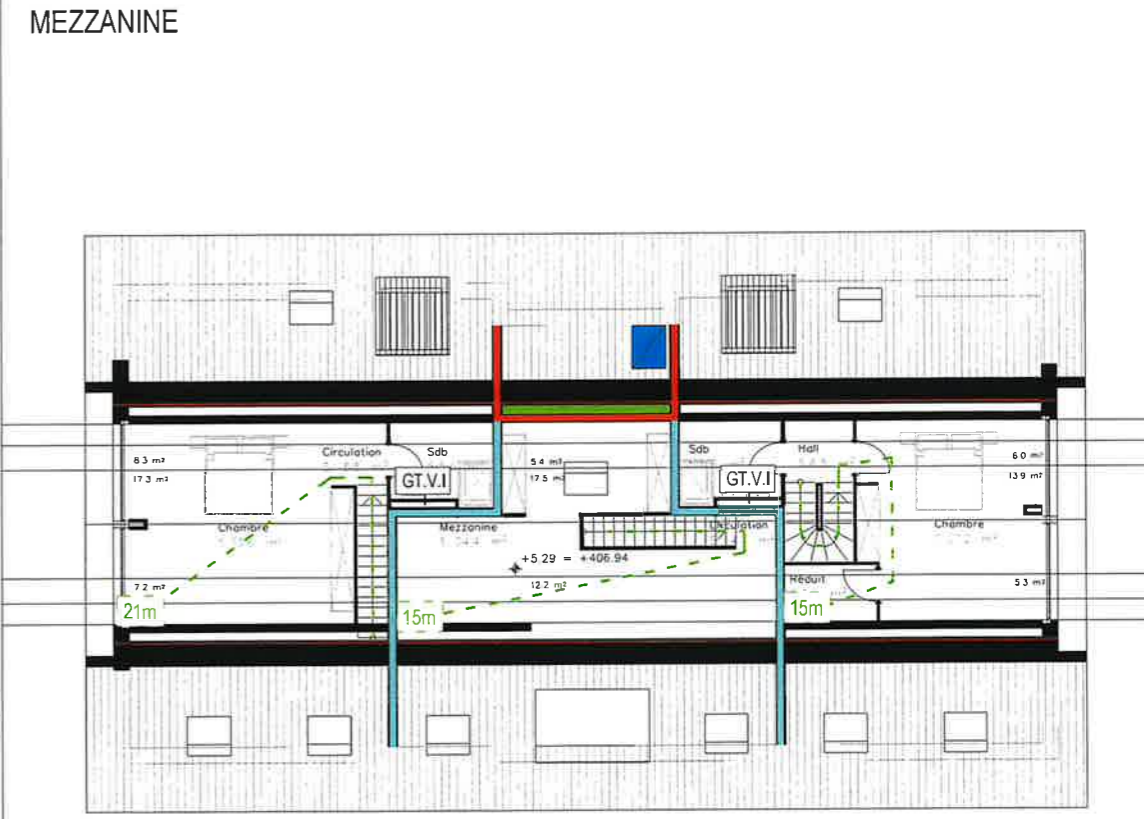 MEZZANINE
Circulation
Sdb
Sdb
Hall
8.3 m²
17.3 m²
5.4 m²
17.5 m²
6.0 m²
13.9 m²
GT.V.I
GT.V.I
Chambre
Mezzanine
Circulation
Chambre
+5.29 = +406.94
7.2 m²
12.2 m²
Réduit
5.3 m²
21m
15m
15m